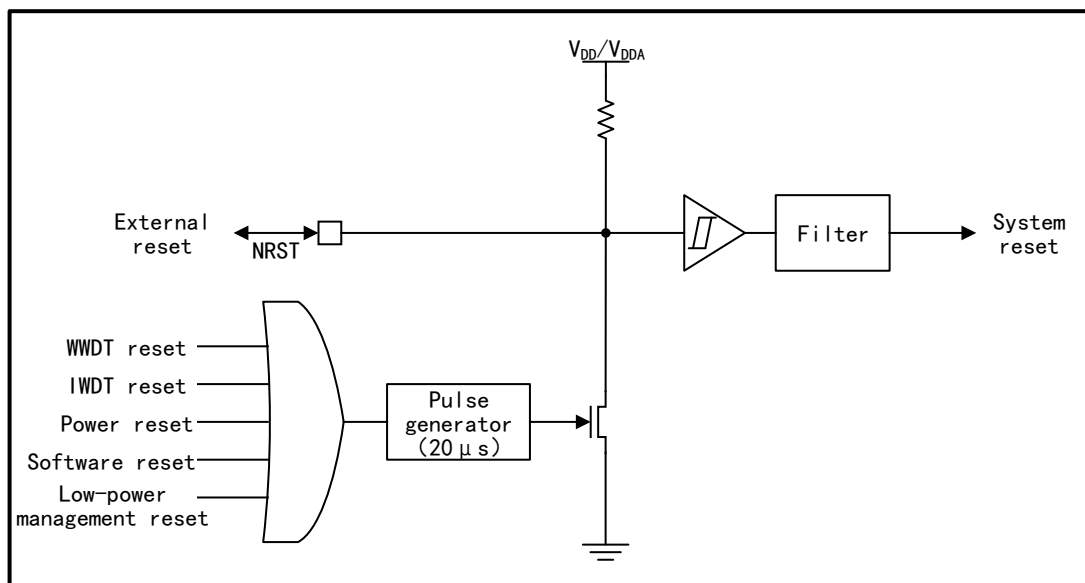 VDD/VDDA
External
reset
NRST
Filter
System
reset
WWDT reset
IWDT reset
Power reset
Software reset
Low-power
management reset
Pulse
generator
(20μs)